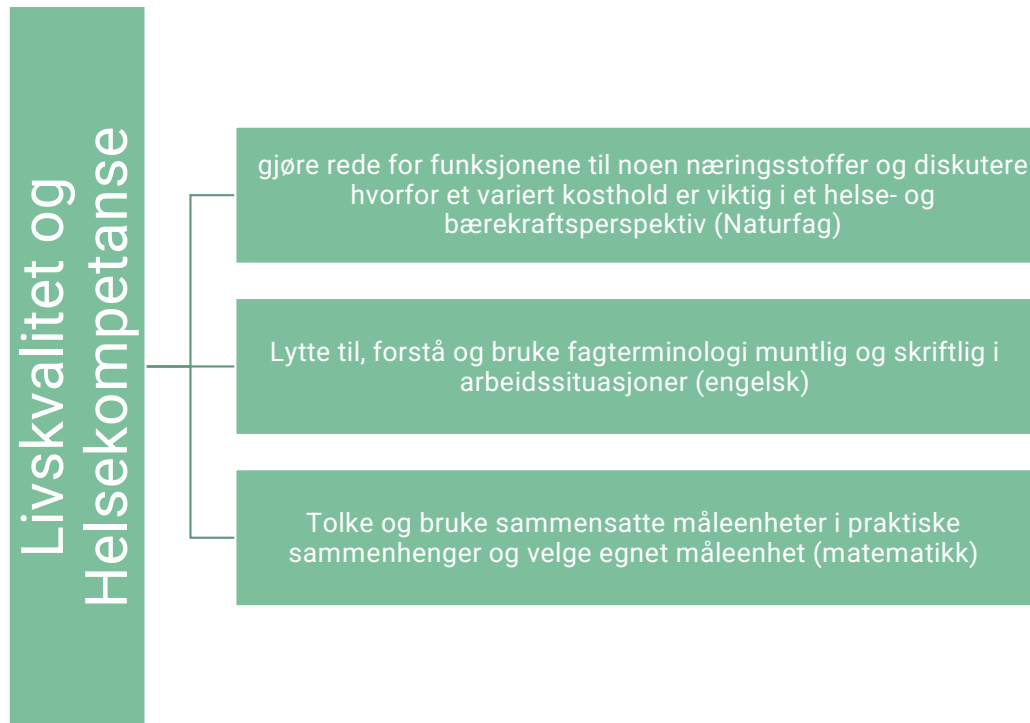 Livskvalitet og
Helsekompetanse
gjøre rede for funksjonene til noen næringsstoffer og diskutere
hvorfor et variert kosthold er viktig i et helse- og
bærekraftsperspektiv (Naturfag)
Lytte til, forstå og bruke fagterminologi muntlig og skriftlig i
arbeidssituasjoner (engelsk)
Tolke og bruke sammensatte måleenheter i praktiske
sammenhenger og velge egnet måleenhet (matematikk)